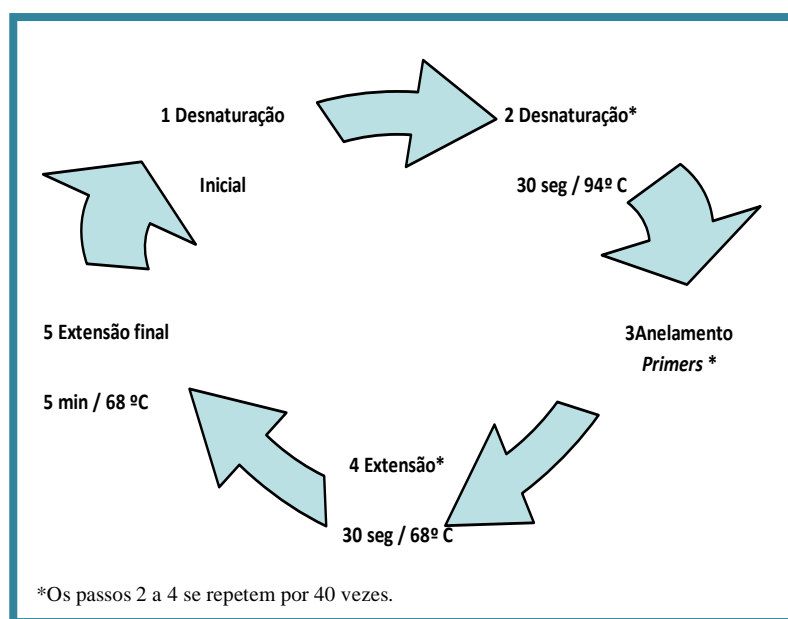 1 Desnaturação
Inicial
2 Desnaturação*
30 seg / 94º C
3Anelamento
Primers *
4 Extensão*
30 seg / 68º C
5 Extensão final
5 min / 68 ºC
*Os passos 2 a 4 se repetem por 40 vezes.